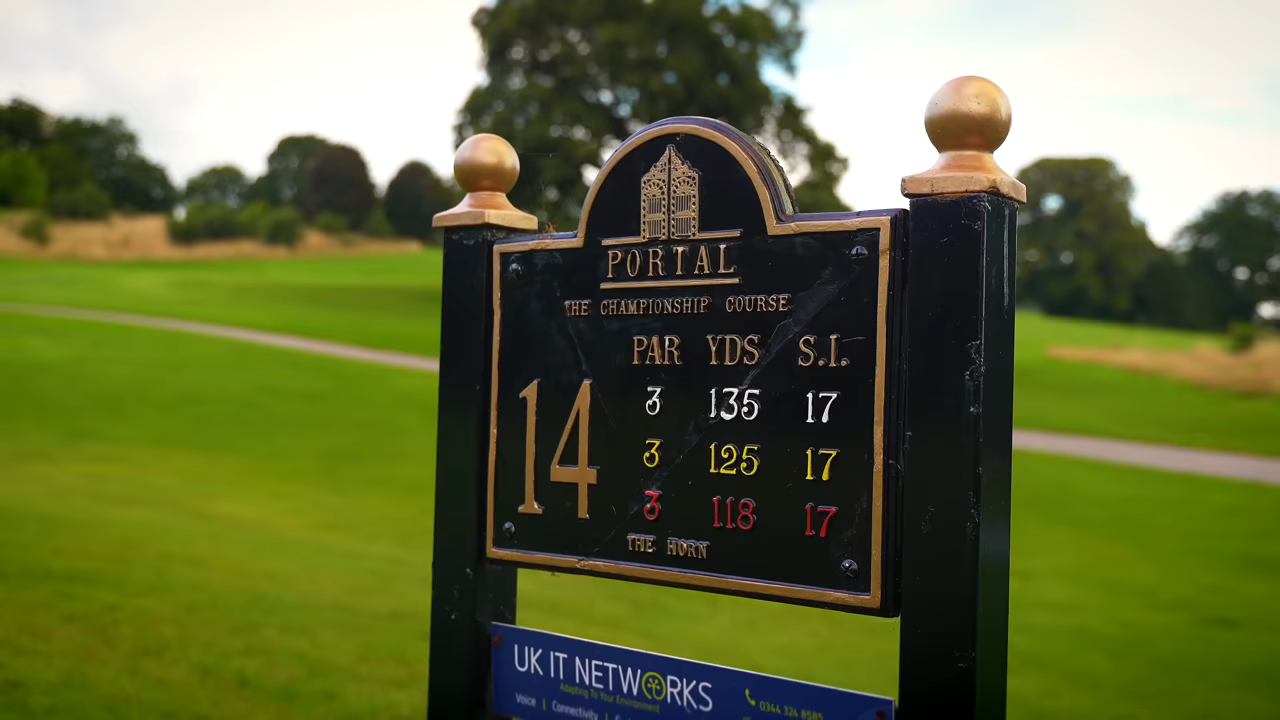 PORTAL
THE CHAMPIONSHIP COURSE
PAR YDS S.I.
14
3 135 17
3 125 17
3 118 17
THE HORN
UK IT NETWORKS
Adapting To Your Environment
Voice | Connectivity |
0344 324 8585